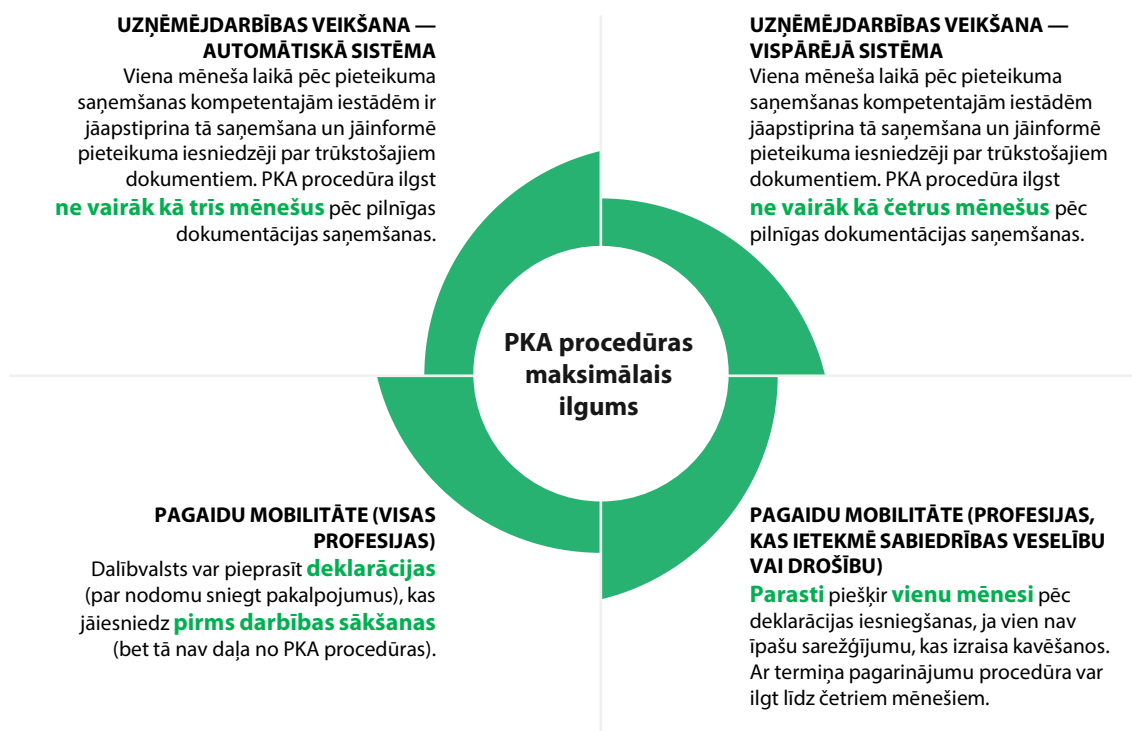 UZŅĒMĒJDARBĪBAS VEIKŠANA —
AUTOMĀTISKĀ SISTĒMA
Viena mēneša laikā pēc pieteikuma
saņemšanas kompetentajām iestādēm ir
jāapstiprina tā saņemšana un jāinformē
pieteikuma iesniedzēji par trūkstošajiem
dokumentiem. PKA procedūra ilgst
ne vairāk kā trīs mēnešus pēc pilnīgas
dokumentācijas saņemšanas.
UZŅĒMĒJDARBĪBAS VEIKŠANA —
VISPĀRĒJĀ SISTĒMA
Viena mēneša laikā pēc pieteikuma
saņemšanas kompetentajām iestādēm
jāapstiprina tā saņemšana un jāinformē
pieteikuma iesniedzēji par trūkstošajiem
dokumentiem. PKA procedūra ilgst
ne vairāk kā četrus mēnešus pēc
pilnīgas dokumentācijas saņemšanas.
PKA procedūras
maksimālais
ilgums
PAGAIDU MOBILITĀTE (VISAS
PROFESIJAS)
Dalībvalsts var pieprasīt deklarācijas
(par nodomu sniegt pakalpojumus), kas
jāiesniedz pirms darbības sākšanas
(bet tā nav daļa no PKA procedūras).
PAGAIDU MOBILITĀTE (PROFESIJAS,
KAS IETEKMĒ SABIEDRĪBAS VESELĪBU
VAI DROŠĪBU)
Parasti piešķir vienu mēnesi pēc
deklarācijas iesniegšanas, ja vien nav
īpašu sarežģījumu, kas izraisa kavēšanos.
Ar termiņa pagarinājumu procedūra var
ilgt līdz četriem mēnešiem.